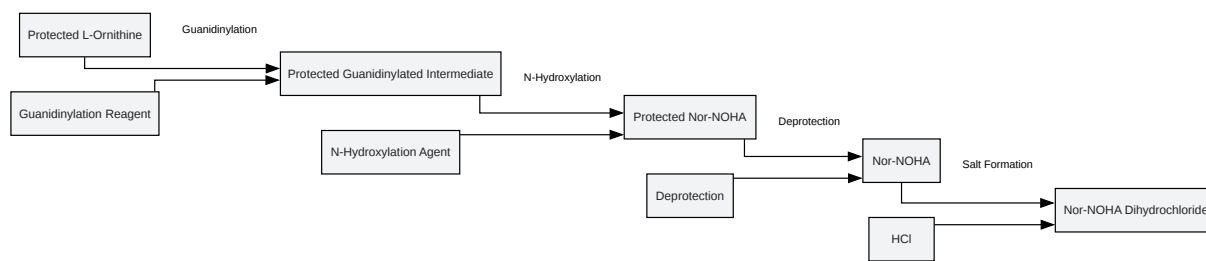 Protected L-Ornithine
Guanidinylation
Protected Guanidinylated Intermediate
N-Hydroxylation
Guanidinylation Reagent
Protected Nor-NOHA
Deprotection
N-Hydroxylation Agent
Nor-NOHA
Salt Formation
Deprotection
Nor-NOHA Dihydrochloride
HCl